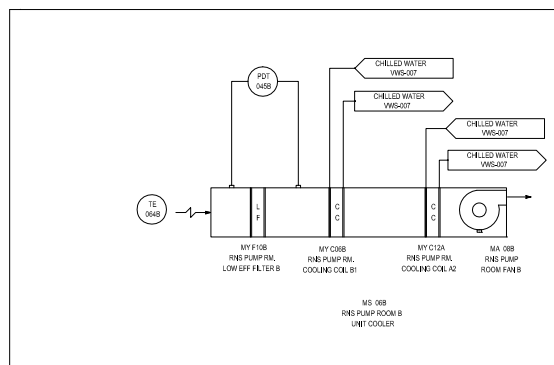 CHILLED WATER
VWS-007
PDT
045B
CHILLED WATER
VWS-007
CHILLED WATER
VWS-007
CHILLED WATER
VWS-007
TE
064B
L
F
C
C
C
C
MY F10B
RNS PUMP RM.
LOW EFF FILTER B
MY C06B
RNS PUMP RM.
COOLING COIL B1
MY C12A
RNS PUMP RM.
COOLING COIL A2
MA 08B
RNS PUMP
ROOM FAN B
MS 06B
RNS PUMP ROOM B
UNIT COOLER